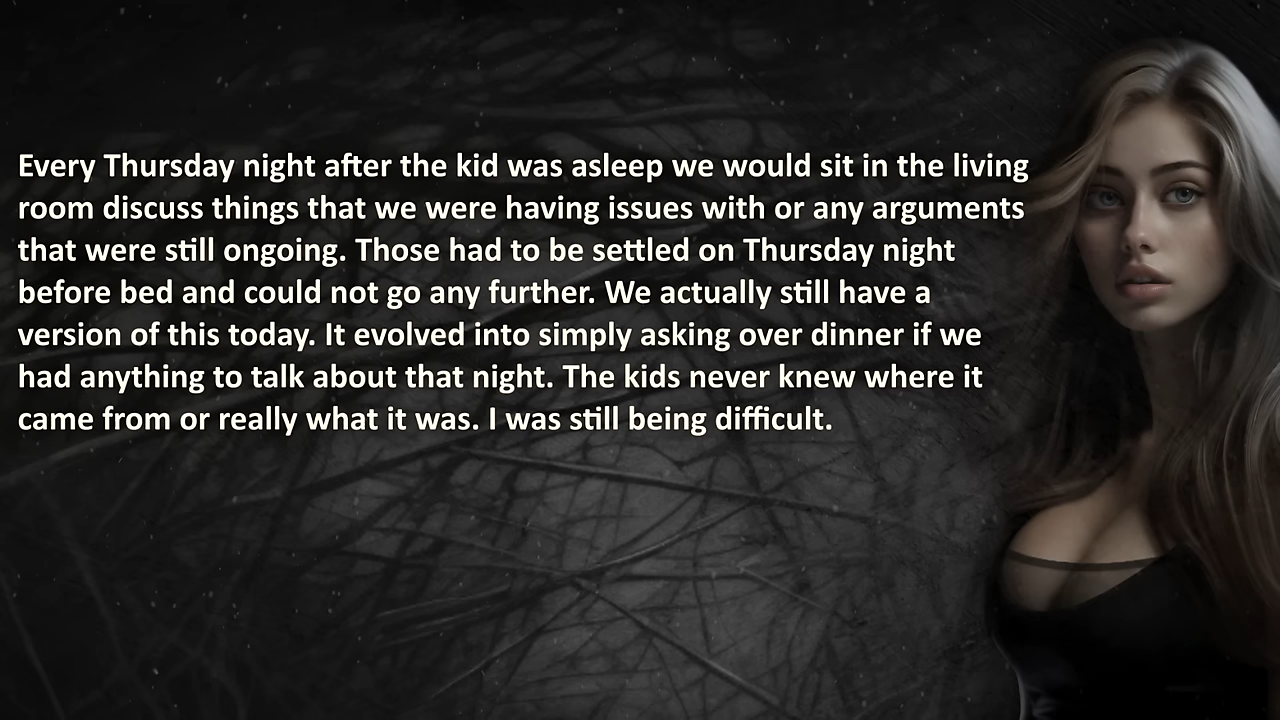 Every Thursday night after the kid was asleep we would sit in the living
room discuss things that we were having issues with or any arguments
that were still ongoing. Those had to be settled on Thursday night
before bed and could not go any further. We actually still have a
version of this today. It evolved into simply asking over dinner if we
had anything to talk about that night. The kids never knew where it
came from or really what it was. I was still being difficult.